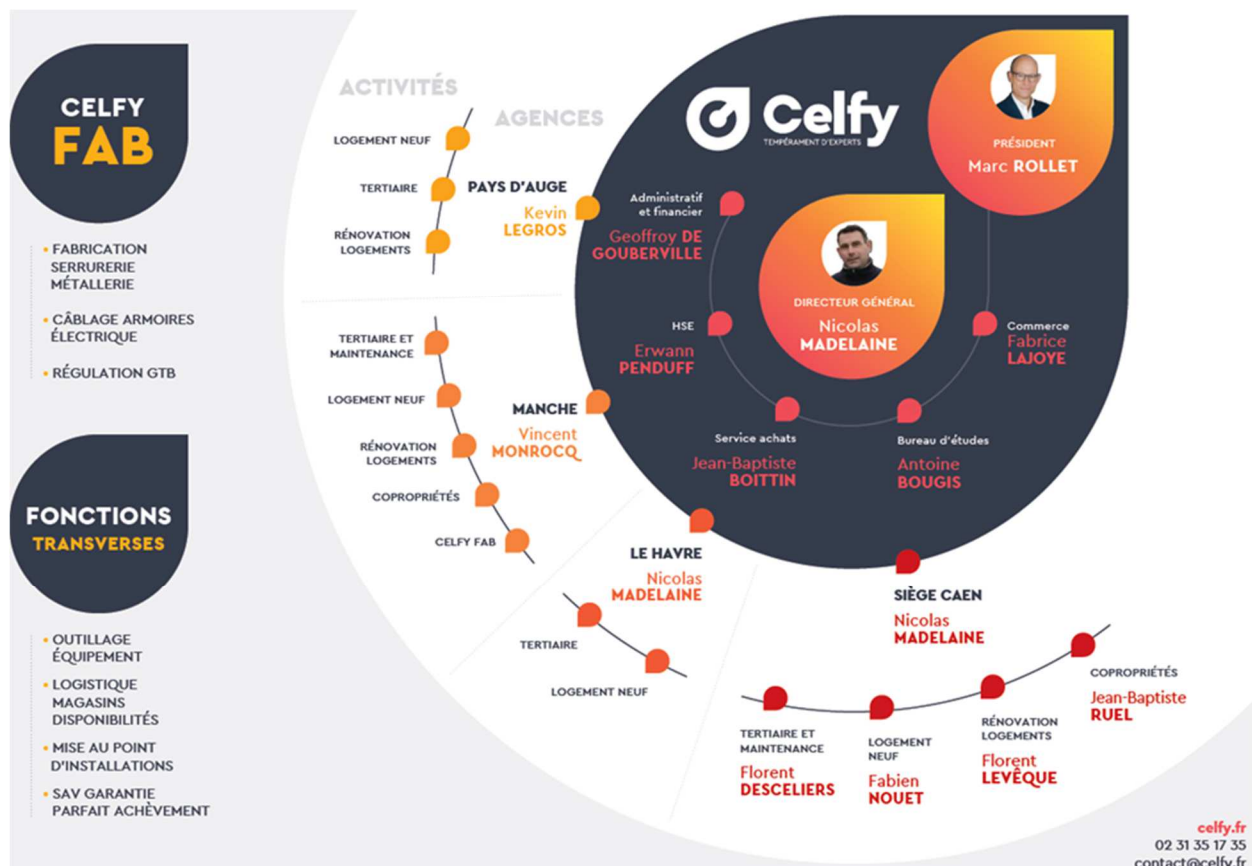 CELFY
FAB
• FABRICATION
SERRURERIE
MÉTALLERIE
• CÂBLAGE ARMOIRES
ÉLECTRIQUE
• RÉGULATION GTB
FONCTIONS
TRANSVERSES
• OUTILLAGE
ÉQUIPEMENT
• LOGISTIQUE
MAGASINS
DISPONIBILITÉS
• MISE AU POINT
D'INSTALLATIONS
• SAV GARANTIE
PARFAIT ACHÈVEMENT
ACTIVITÉS
AGENCES
LOGEMENT NEUF
TERTIAIRE
RÉNOVATION
LOGEMENTS
PAYS D'AUGE
Kevin
LEGROS
TERTIAIRE ET
MAINTENANCE
LOGEMENT NEUF
RÉNOVATION
LOGEMENTS
COPROPRIÉTÉS
CELFY FAB
MANCHE
Vincent
MONROCQ
LE HAVRE
Nicolas
MADELAINE
TERTIAIRE
LOGEMENT NEUF
SIÈGE CAEN
Nicolas
MADELAINE
TERTIAIRE ET
MAINTENANCE
Florent
DESCELIERS
LOGEMENT
NEUF
Fabien
NOUET
RÉNOVATION
LOGEMENTS
Florent
LEVÊQUE
COPROPRIÉTÉS
Jean-Baptiste
RUEL
Celfy
TEMPÉRAMENT D'EXPERTS
PRÉSIDENT
Marc ROLLET
DIRECTEUR GÉNÉRAL
Nicolas
MADELAINE
Administratif
et financier
Geoffroy DE
GOUBERVILLE
HSE
Erwann
PENDUFF
Service achats
Jean-Baptiste
BOITTIN
Bureau d'études
Antoine
BOUGIS
Commerce
Fabrice
LAJOYE
celfy.fr
02 31 35 17 35
contact@celfy.fr